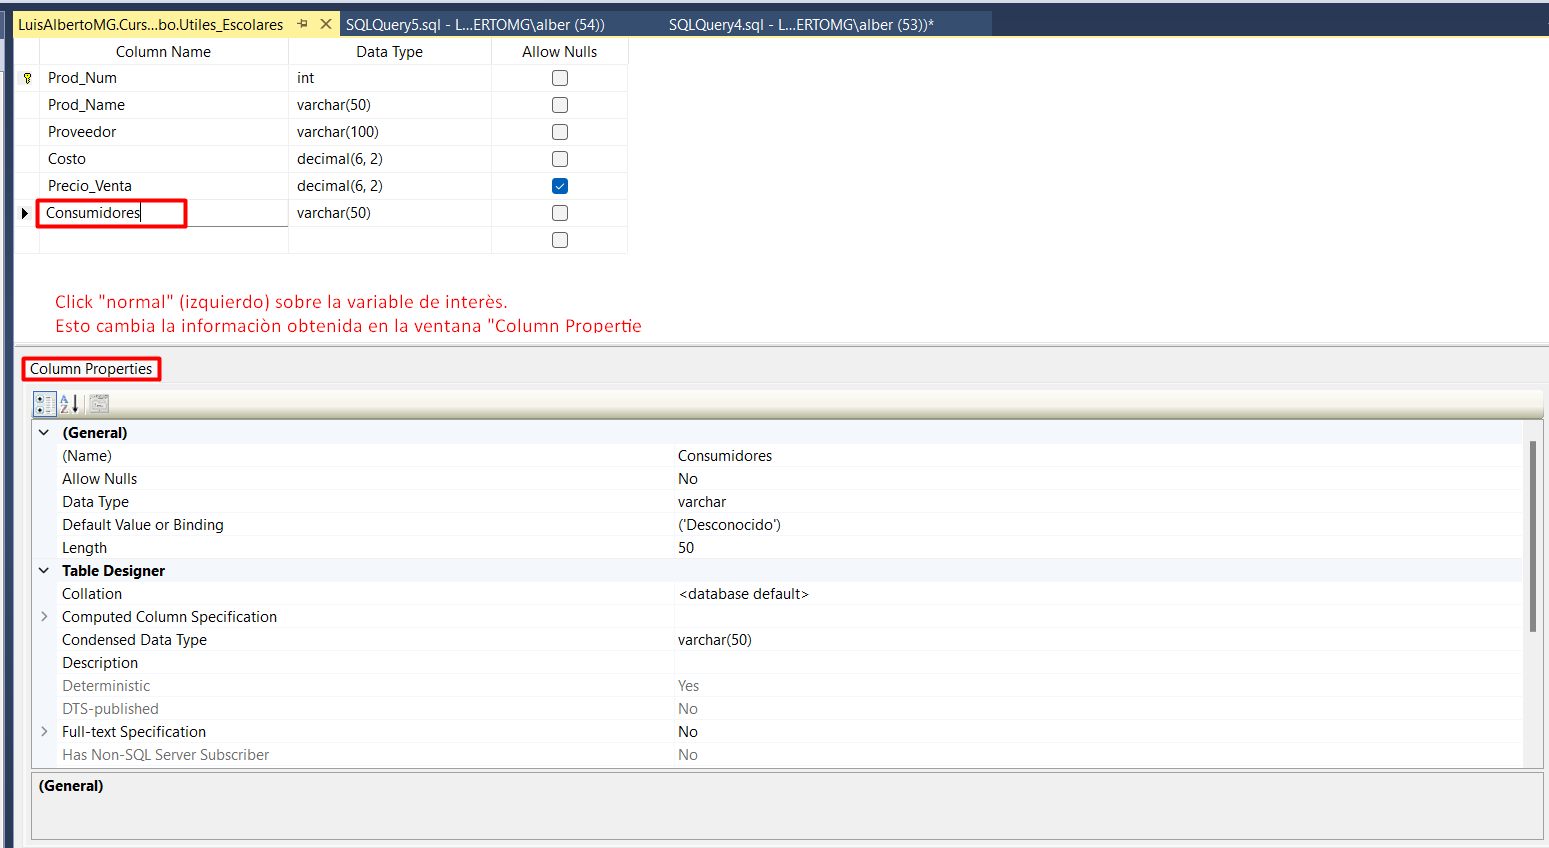 LuisAlbertoMG.Curs...bo.Utiles_Escolares SQLQuery5.sql - L...ERTOMG\alber (54)) SQLQuery4.sql - L...ERTOMG\alber (53))*
Column Name Data Type Allow Nulls
Prod_Num int
Prod_Name varchar(50)
Proveedor varchar(100)
Costo decimal(6, 2)
Precio_Venta decimal(6, 2)
Consumidores varchar(50)
Click "normal" (izquierdo) sobre la variable de interès.
Esto cambia la informaciòn obtenida en la ventana "Column Propertie
Column Properties
(General)
(Name) Consumidores
Allow Nulls No
Data Type varchar
Default Value or Binding ('Desconocido')
Length 50
Table Designer
Collation <database default>
Computed Column Specification
Condensed Data Type varchar(50)
Description
Deterministic Yes
DTS-published No
Full-text Specification No
Has Non-SQL Server Subscriber No
(General)